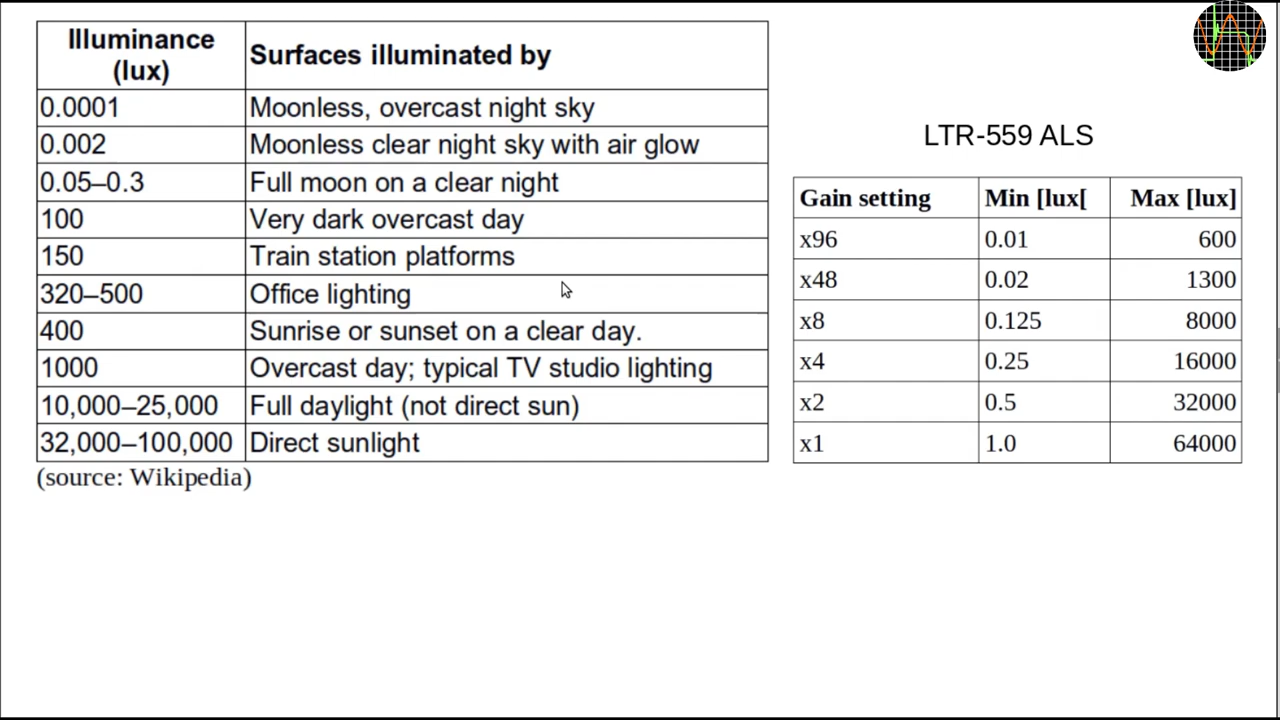 Illuminance
(lux)
Surfaces illuminated by
0.0001 Moonless, overcast night sky
0.002 Moonless clear night sky with air glow
0.05–0.3 Full moon on a clear night
100 Very dark overcast day
150 Train station platforms
320–500 Office lighting
400 Sunrise or sunset on a clear day.
1000 Overcast day; typical TV studio lighting
10,000–25,000 Full daylight (not direct sun)
32,000–100,000 Direct sunlight
(source: Wikipedia)
LTR-559 ALS
Gain setting Min [lux[ Max [lux]
x96 0.01 600
x48 0.02 1300
x8 0.125 8000
x4 0.25 16000
x2 0.5 32000
x1 1.0 64000